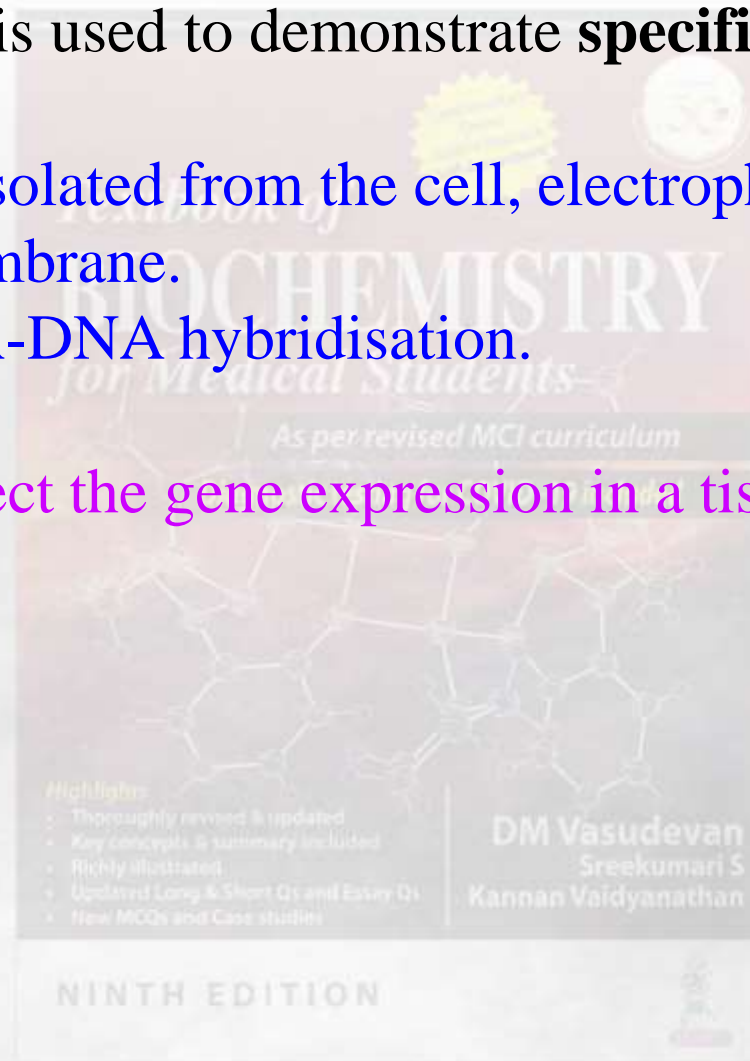 is used to demonstrate specifi
solated from the cell, electroph
mbrane.
-DNA hybridisation.
ect the gene expression in a tis
Textbook of
BIOCHEMISTRY
for Medical Students
As per revised MCI curriculum
Highlights
• Thoroughly revised & updated
• Key concepts & summary included
• Richly illustrated
• Updated Long & Short Qs and Essay Qs
• New MCQs and Case studies
DM Vasudevan
Sreekumari S
Kannan Vaidyanathan
NINTH EDITION